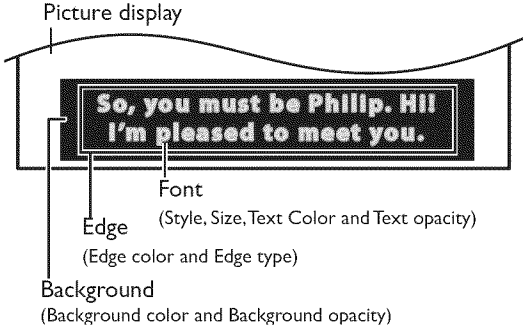 Picture display
So, you must be Philip. Hi!
I'm pleased to meet you.
Font
(Style, Size, Text Color and Text opacity)
Edge
(Edge color and Edge type)
Background
(Background color and Background opacity)